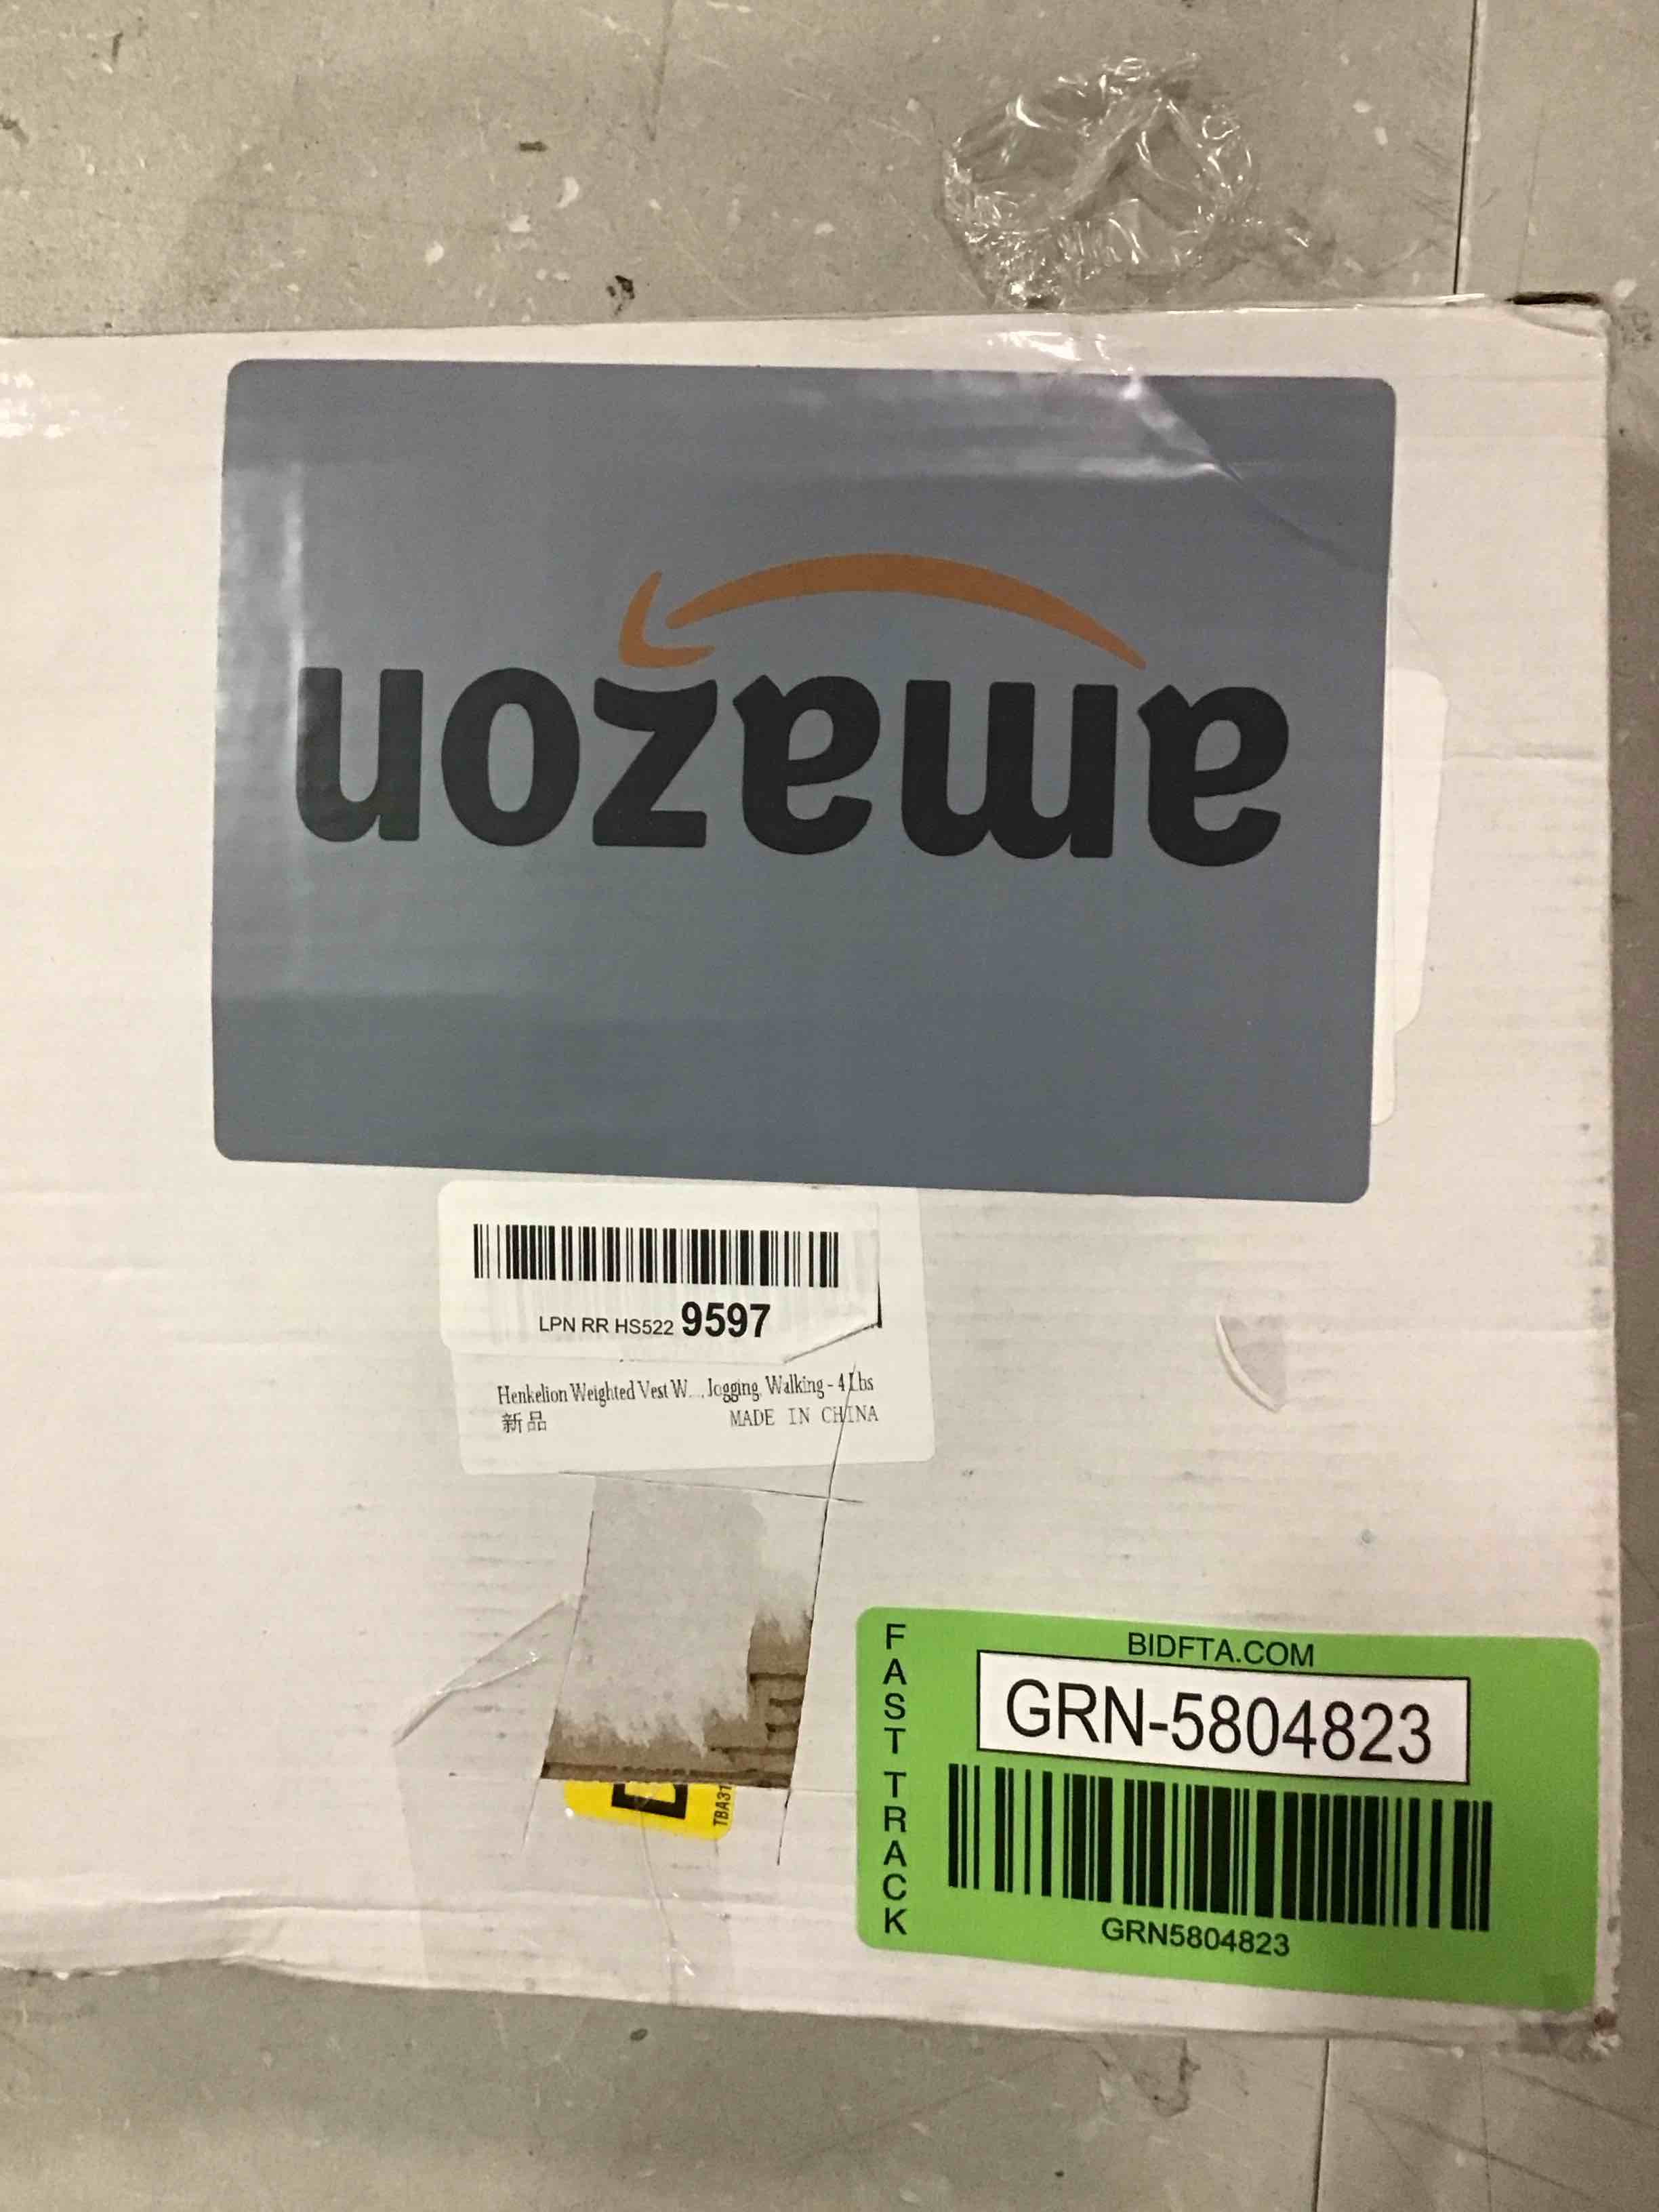 amazon
LPN RR HS522 9597
Henkelion Weighted Vest W..., Jogging, Walking - 4 Lbs
新品
MADE IN CHINA
FAST TRACK
BIDFTA.COM
GRN-5804823
GRN5804823
TBA31